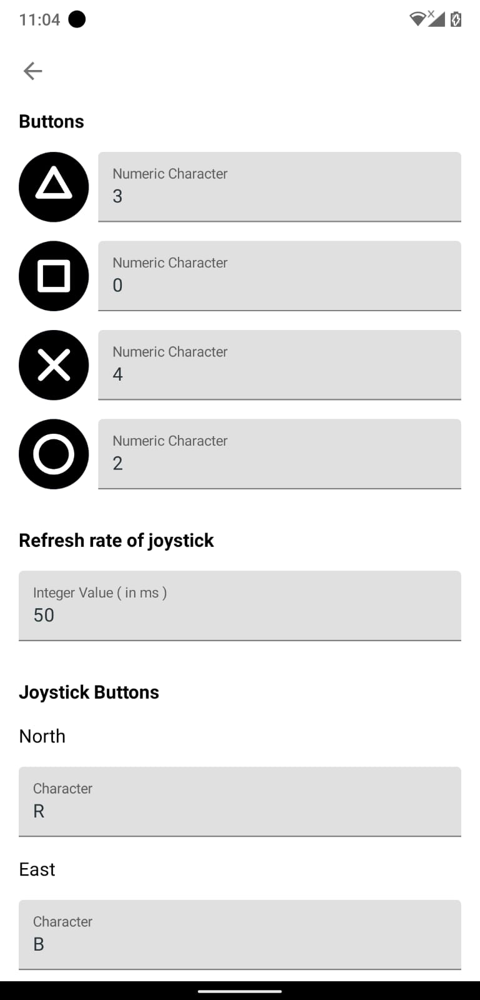 11:04
Buttons
Numeric Character
3
Numeric Character
0
Numeric Character
4
Numeric Character
2
Refresh rate of joystick
Integer Value ( in ms )
50
Joystick Buttons
North
Character
R
East
Character
B